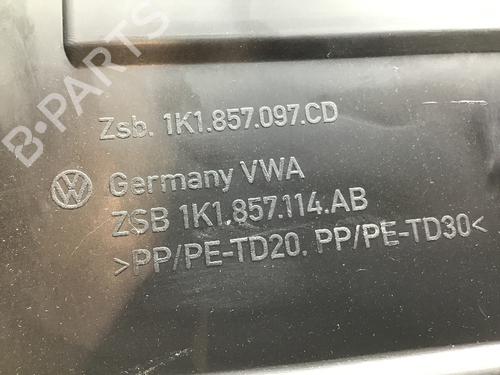 B-PARTS
Zsb. 1K1.857.097.CD
Germany VWA
ZSB 1K1.857.114.AB
>PP/PE-TD20, PP/PE-TD30<